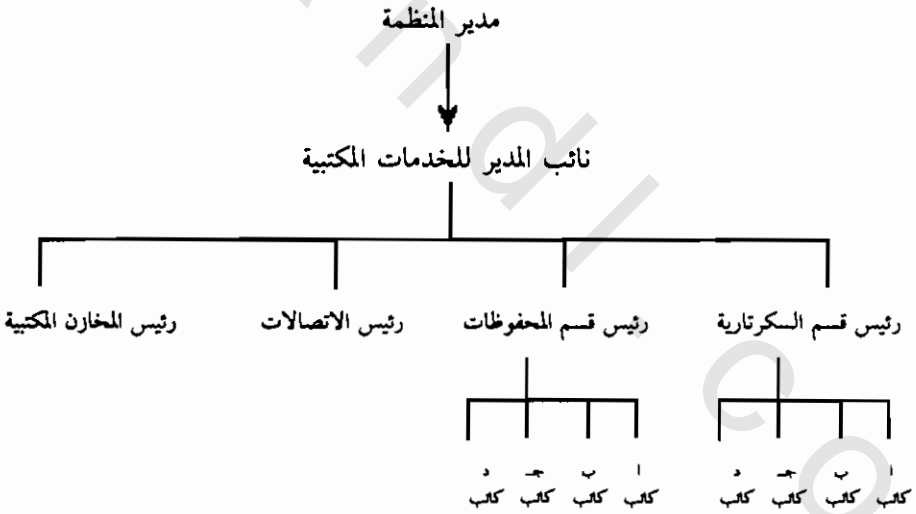 مدير المنظمة
نائب المدير للخدمات المكتبية
رئيس قسم السكرتارية رئيس قسم المحفوظات رئيس الاتصالات رئيس المخازن المكتبية
ا ب جـ د ا ب جـ د
كاتب كاتب كاتب كاتب كاتب كاتب كاتب كاتب